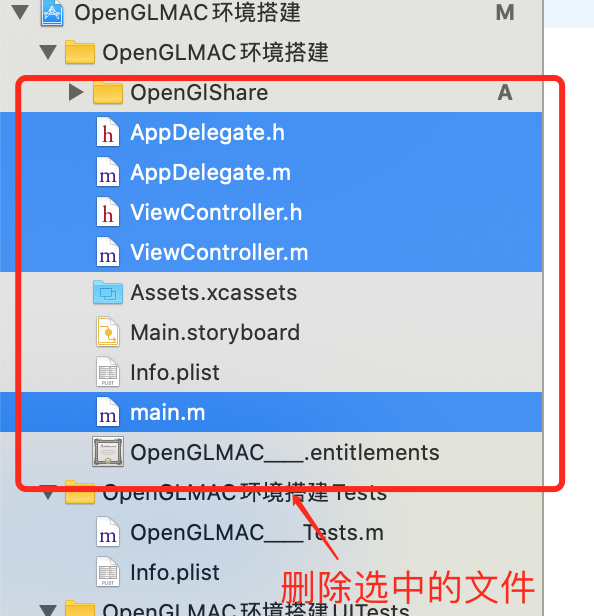 OpenGLMAC环境搭建 M
OpenGLMAC环境搭建
OpenGlShare A
h AppDelegate.h
m AppDelegate.m
h ViewController.h
m ViewController.m
Assets.xcassets
Main.storyboard
PLIST Info.plist
m main.m
OpenGLMAC____.entitlements
OpenGLMAC环境搭建Tests
m OpenGLMAC____Tests.m
PLIST Info.plist
删除选中的文件
OpenGLMAC环境搭建UITests